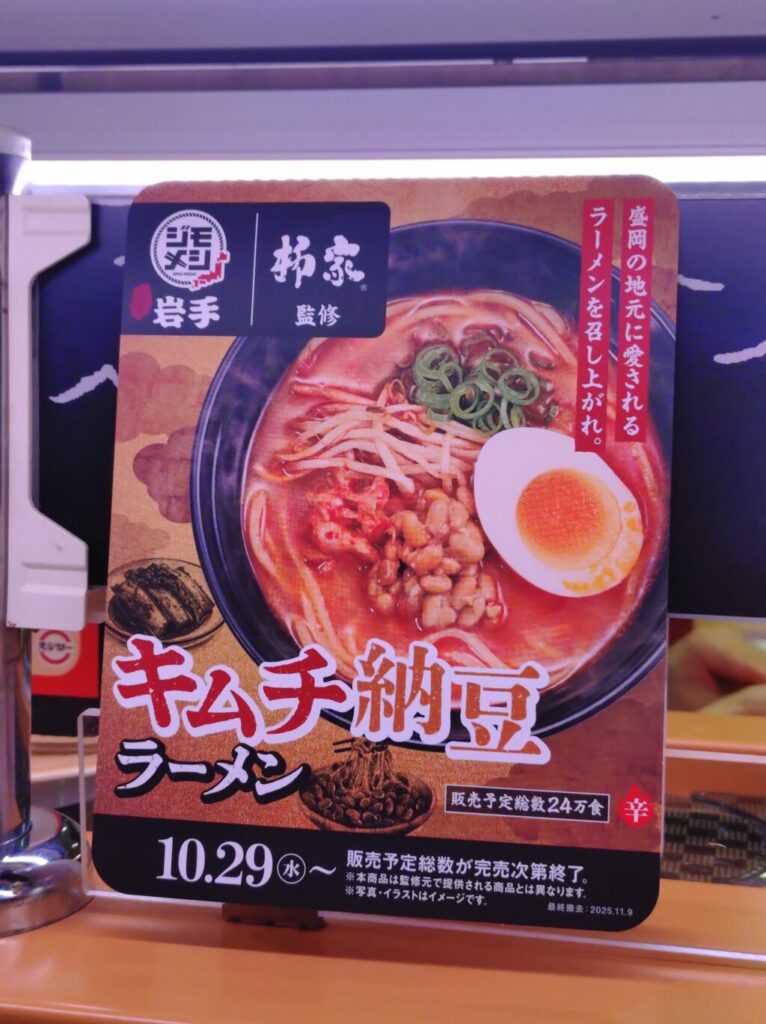 ジモメン
岩手
柳家®
監修
盛岡の地元に愛される
ラーメンを召し上がれ。
キムチ納豆
ラーメン
販売予定総数24万食
辛
10.29㊌～
販売予定総数が完売次第終了。
※本商品は監修元で提供される商品とは異なります。
※写真・イラストはイメージです。
最終撤去：2025.11.9
スシロー